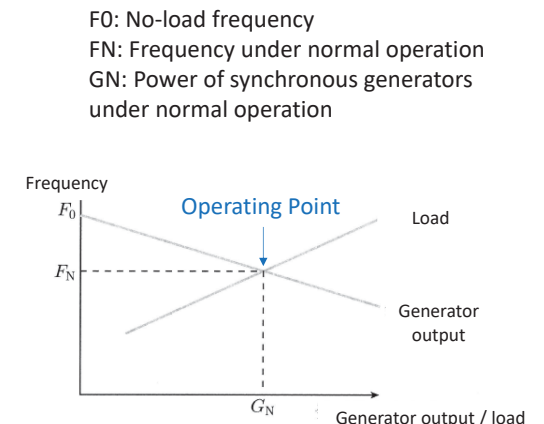 F0: No-load frequency
FN: Frequency under normal operation
GN: Power of synchronous generators
under normal operation
Frequency
F0
Operating Point
Load
FN
Generator
output
GN
Generator output / load